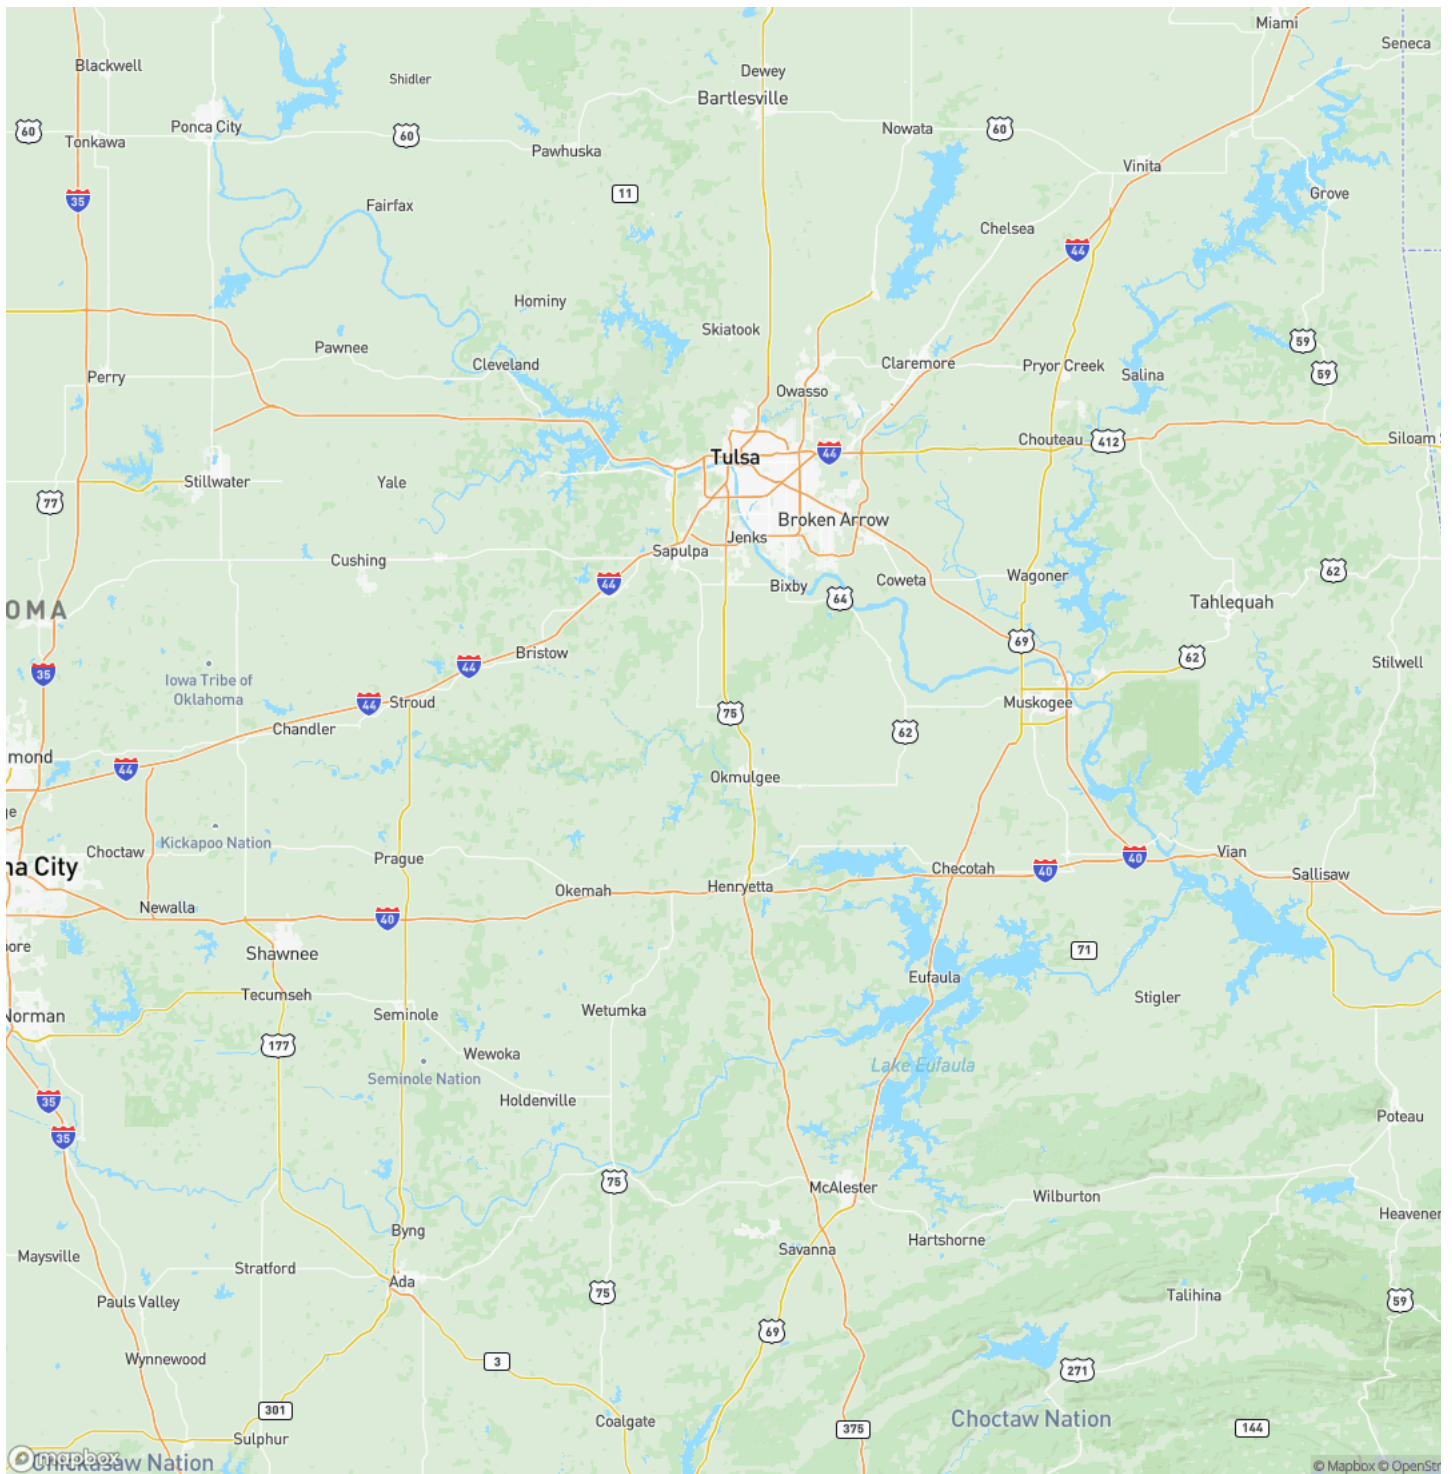 Miami
Seneca
Blackwell
Shidler
Dewey
Bartlesville
60
Tonkawa
Ponca City
60
Nowata
60
Pawhuska
Vinita
35
11
Grove
Fairfax
Chelsea
44
Hominy
Skiatook
59
Pawnee
Cleveland
Claremore
Pryor Creek
Perry
Salina
59
Owasso
Chouteau
412
Siloam S
Tulsa
44
77
Stillwater
Yale
Broken Arrow
Jenks
Sapulpa
Cushing
44
Bixby
Coweta
Wagoner
62
64
Tahlequah
OMA
69
62
35
Iowa Tribe of
Oklahoma
44
Bristow
Stilwell
44
Stroud
Muskogee
Chandler
75
62
mond
44
Okmulgee
ge
Kickapoo Nation
Choctaw
Prague
na City
Checotah
40
40
Vian
Okemah
Henryetta
Sallisaw
Newalla
40
ore
Shawnee
71
Eufaula
Tecumseh
Stigler
Norman
Seminole
Wetumka
177
Wewoka
Lake Eufaula
Seminole Nation
35
Holdenville
35
Poteau
75
McAlester
Wilburton
Heavener
Byng
Hartshorne
Maysville
Savanna
Stratford
Ada
75
Pauls Valley
Talihina
59
69
Wynnewood
3
271
301
Coalgate
Choctaw Nation
375
144
Sulphur
mapbox
Chickasaw Nation
© Mapbox © OpenStr